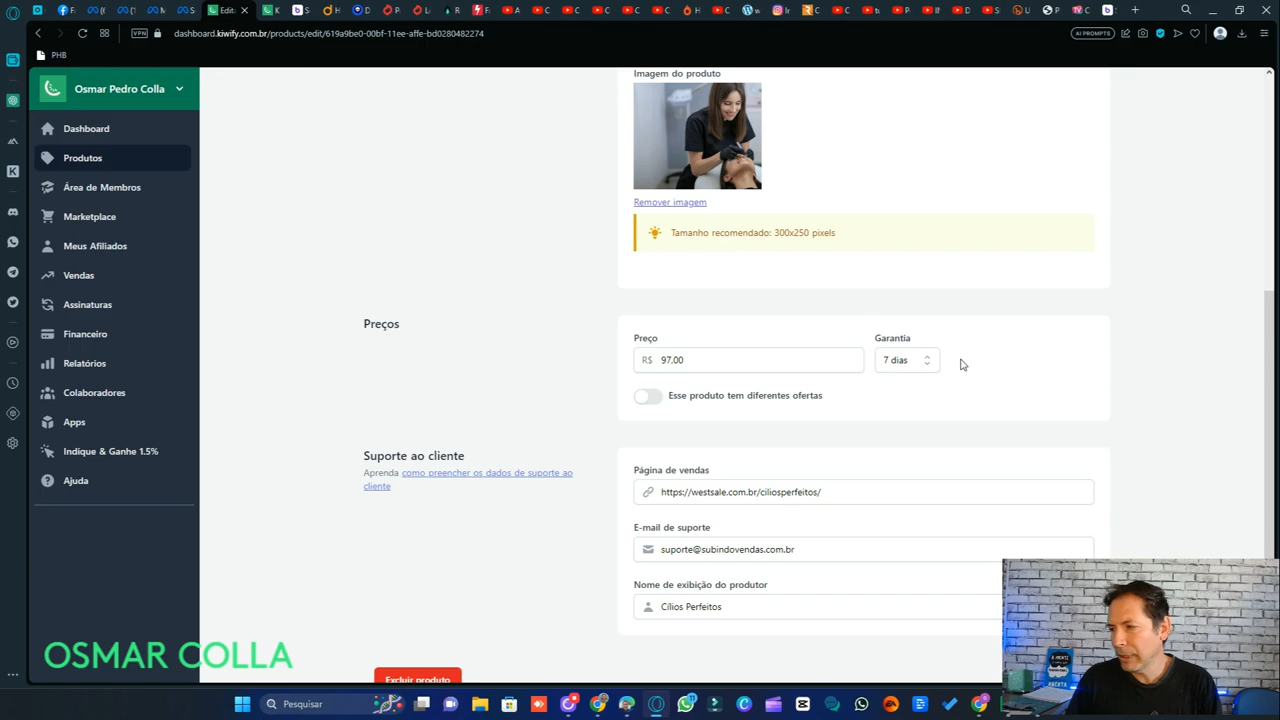 Edit
VPN
dashboard.kiwify.com.br/products/edit/619a9be0-00bf-11ee-affe-bd0280482274
AI PROMPTS
PHB
Osmar Pedro Colla
Dashboard
Produtos
Área de Membros
Marketplace
Meus Afiliados
Vendas
Assinaturas
Financeiro
Relatórios
Colaboradores
Apps
Indique & Ganhe 1.5%
Ajuda
OSMAR COLLA
Imagem do produto
Remover imagem
Tamanho recomendado: 300x250 pixels
Preços
Preço
Garantia
R$ 97.00
7 dias
Esse produto tem diferentes ofertas
Suporte ao cliente
Aprenda como preencher os dados de suporte ao
cliente
Página de vendas
https://westsale.com.br/ciliosperfeitos/
E-mail de suporte
suporte@subindovendas.com.br
Nome de exibição do produtor
Cílios Perfeitos
Excluir produto
Pesquisar